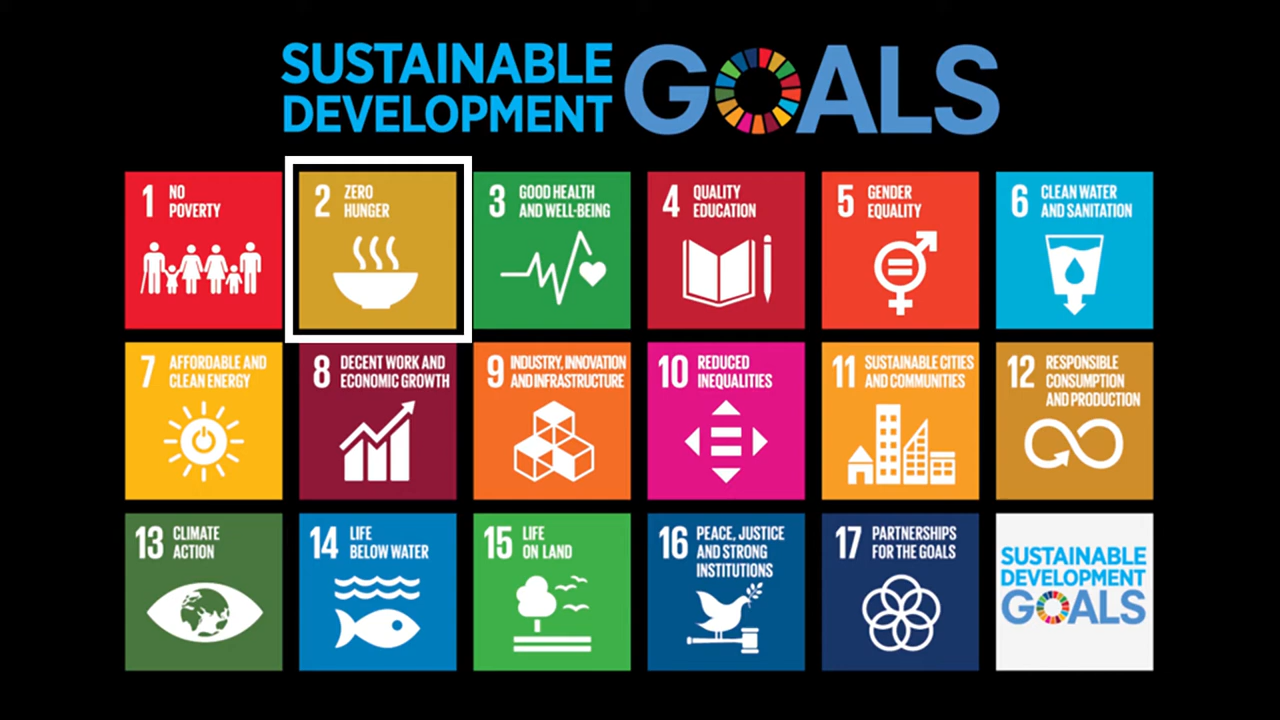 SUSTAINABLE
DEVELOPMENT
GOALS
1 NO
POVERTY
2 ZERO
HUNGER
3 GOOD HEALTH
AND WELL-BEING
4 QUALITY
EDUCATION
5 GENDER
EQUALITY
6 CLEAN WATER
AND SANITATION
7 AFFORDABLE AND
CLEAN ENERGY
8 DECENT WORK AND
ECONOMIC GROWTH
9 INDUSTRY, INNOVATION
AND INFRASTRUCTURE
10 REDUCED
INEQUALITIES
11 SUSTAINABLE CITIES
AND COMMUNITIES
12 RESPONSIBLE
CONSUMPTION
AND PRODUCTION
13 CLIMATE
ACTION
14 LIFE
BELOW WATER
15 LIFE
ON LAND
16 PEACE, JUSTICE
AND STRONG
INSTITUTIONS
17 PARTNERSHIPS
FOR THE GOALS
SUSTAINABLE
DEVELOPMENT
GOALS